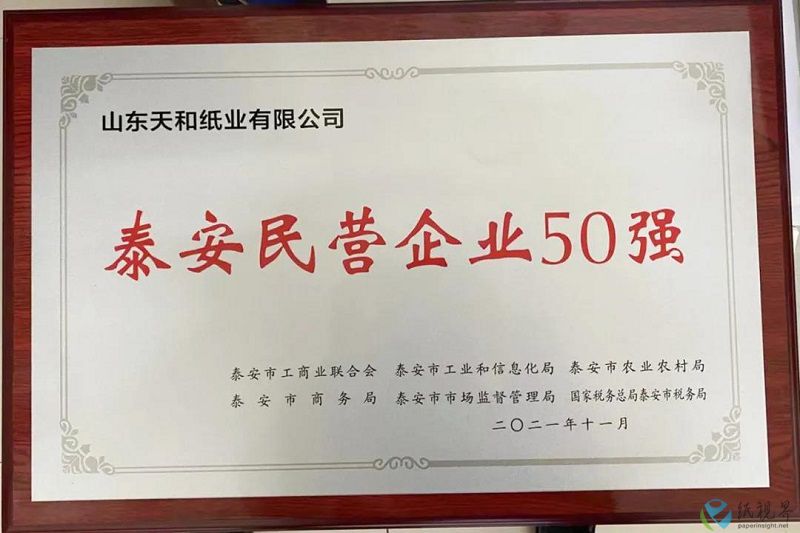 山东天和纸业有限公司
泰安民营企业50强
泰安市工商业联合会 泰安市工业和信息化局 泰安市农业农村局
泰安市商务局 泰安市市场监督管理局 国家税务总局泰安市税务局
二〇二一年十一月
纸视界
paperinsight.net